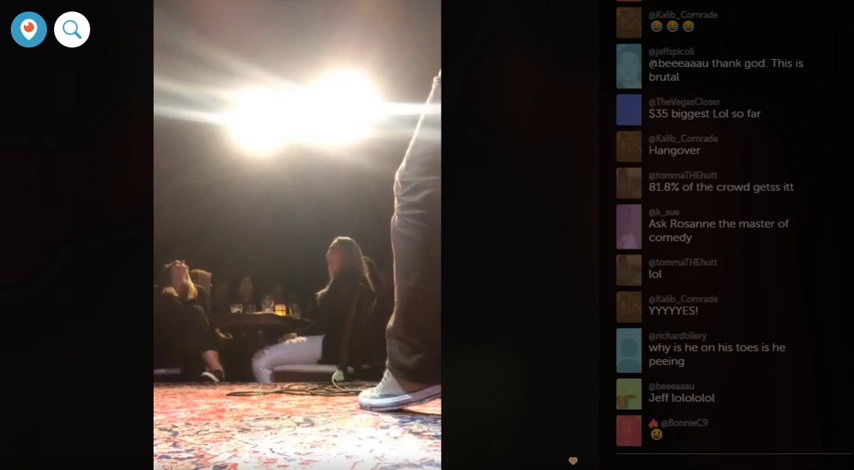 @Kalib_Comrade
😂 😂 😂
@jeffspicoli
@beeeaaau thank god. This is
brutal
@TheVegasCloser
$35 biggest Lol so far
@Kalib_Comrade
Hangover
@tommaTHEhutt
81.8% of the crowd getss itt
@k_sue
Ask Rosanne the master of
comedy
@tommaTHEhutt
lol
@Kalib_Comrade
YYYYYES!
@richardtillery
why is he on his toes is he
peeing
@beeeaaau
Jeff lolololol
🔥 @BonnieC9
😆